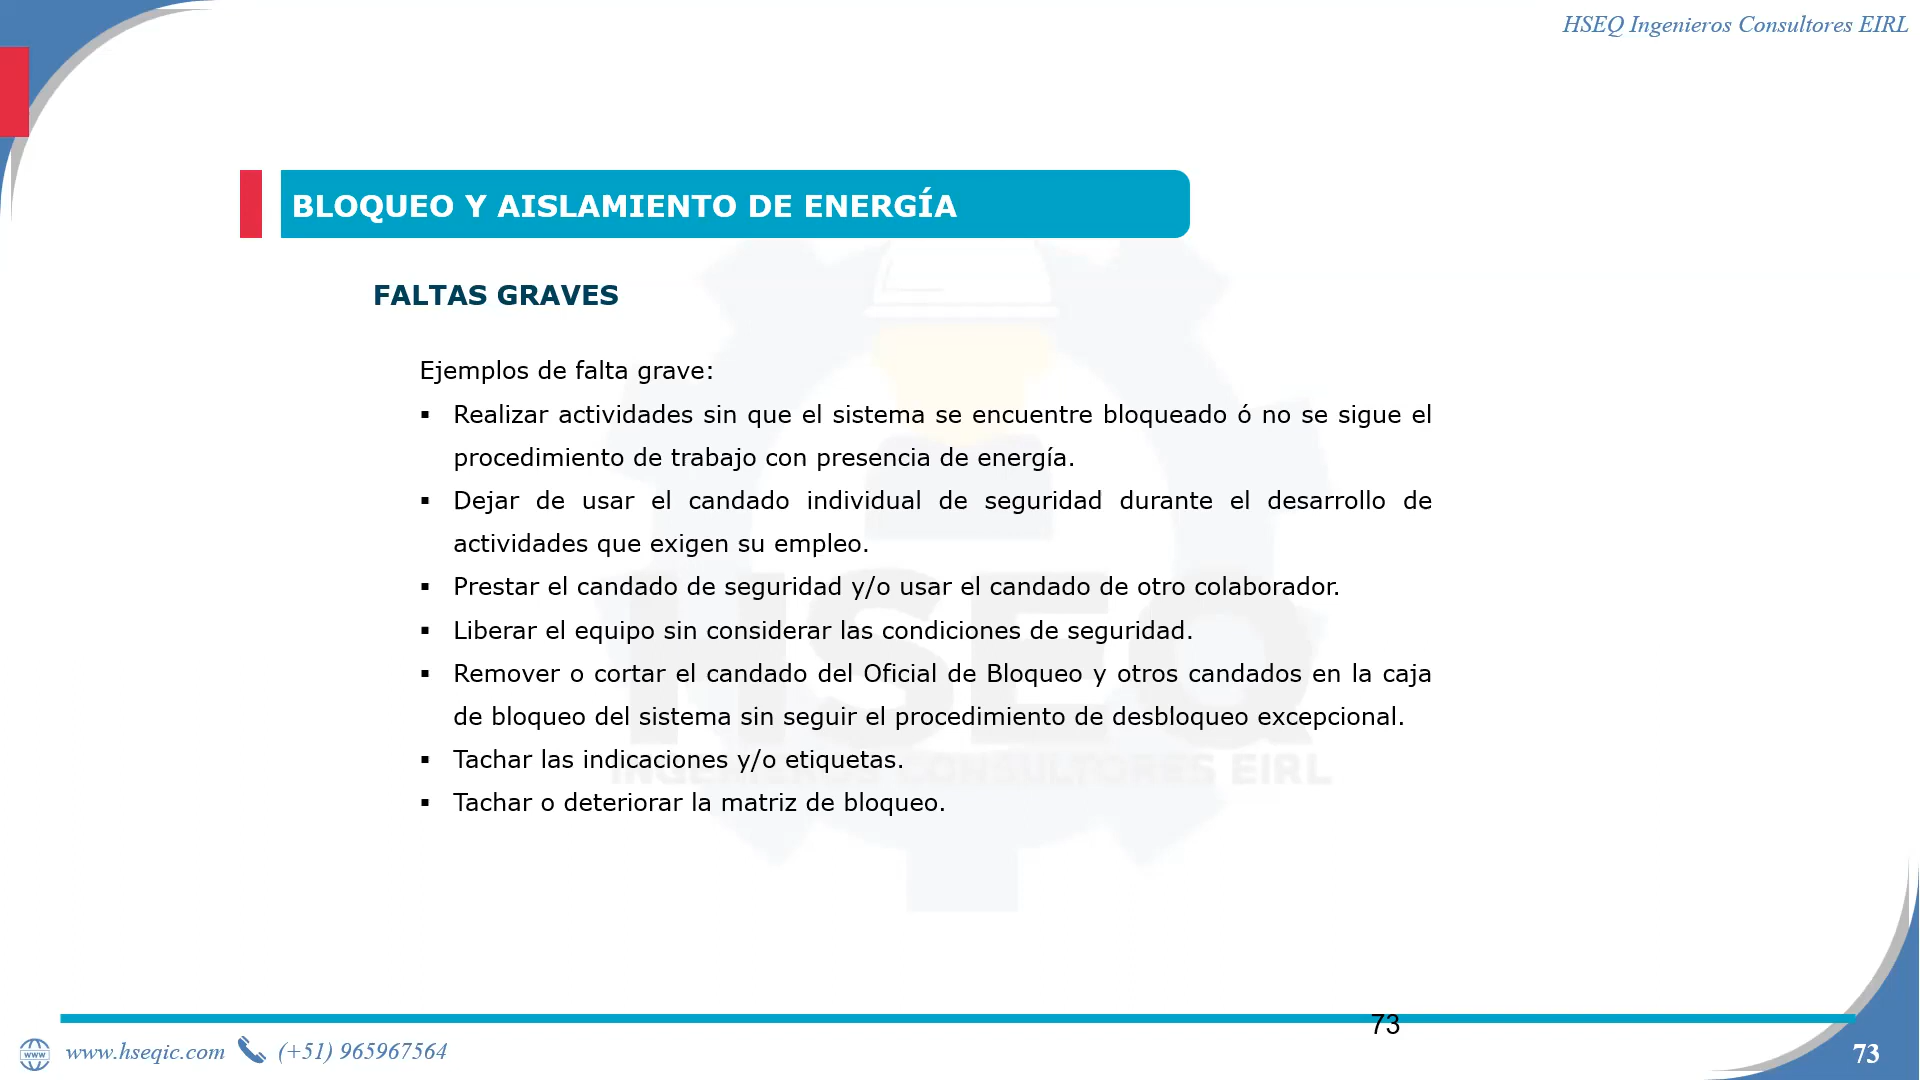 HSEQ Ingenieros Consultores EIRL
BLOQUEO Y AISLAMIENTO DE ENERGÍA
FALTAS GRAVES
Ejemplos de falta grave:
▪ Realizar actividades sin que el sistema se encuentre bloqueado ó no se sigue el
procedimiento de trabajo con presencia de energía.
▪ Dejar de usar el candado individual de seguridad durante el desarrollo de
actividades que exigen su empleo.
▪ Prestar el candado de seguridad y/o usar el candado de otro colaborador.
▪ Liberar el equipo sin considerar las condiciones de seguridad.
▪ Remover o cortar el candado del Oficial de Bloqueo y otros candados en la caja
de bloqueo del sistema sin seguir el procedimiento de desbloqueo excepcional.
▪ Tachar las indicaciones y/o etiquetas.
▪ Tachar o deteriorar la matriz de bloqueo.
HSEQ
INGENIEROS CONSULTORES EIRL
73
www www.hseqic.com (+51) 965967564
73